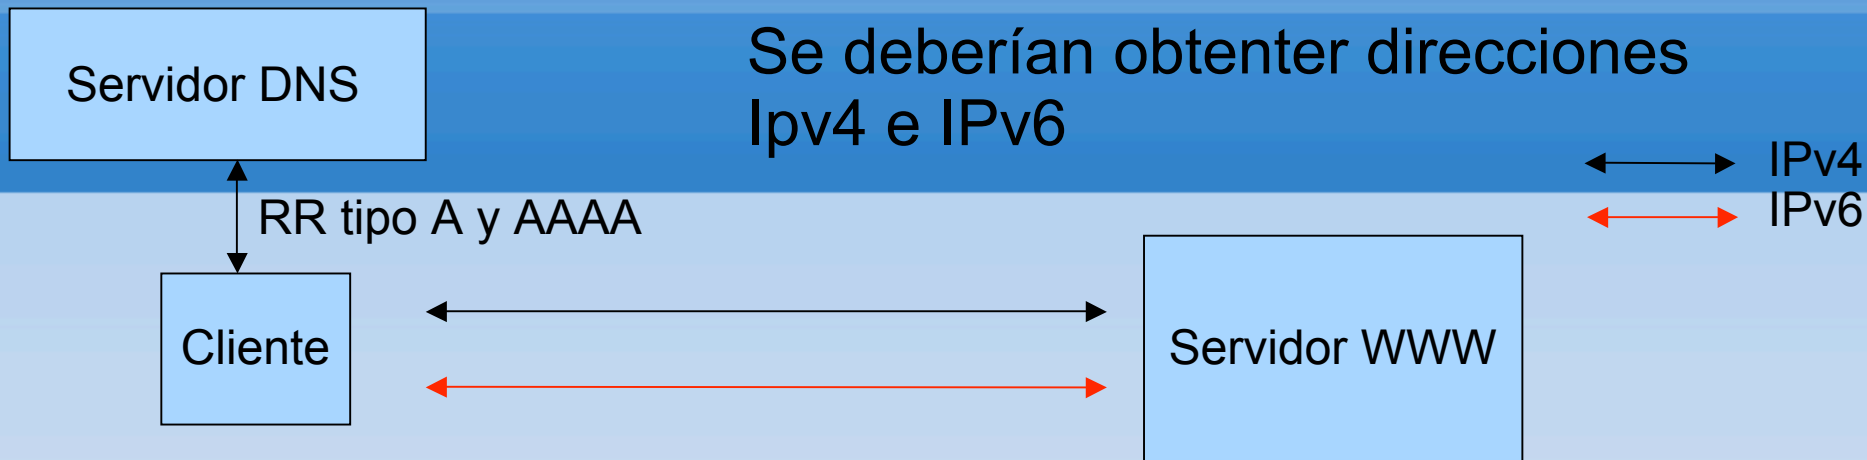 Servidor DNS
Se deberían obtenter direcciones
Ipv4 e IPv6
IPv4
IPv6
RR tipo A y AAAA
Cliente
Servidor WWW